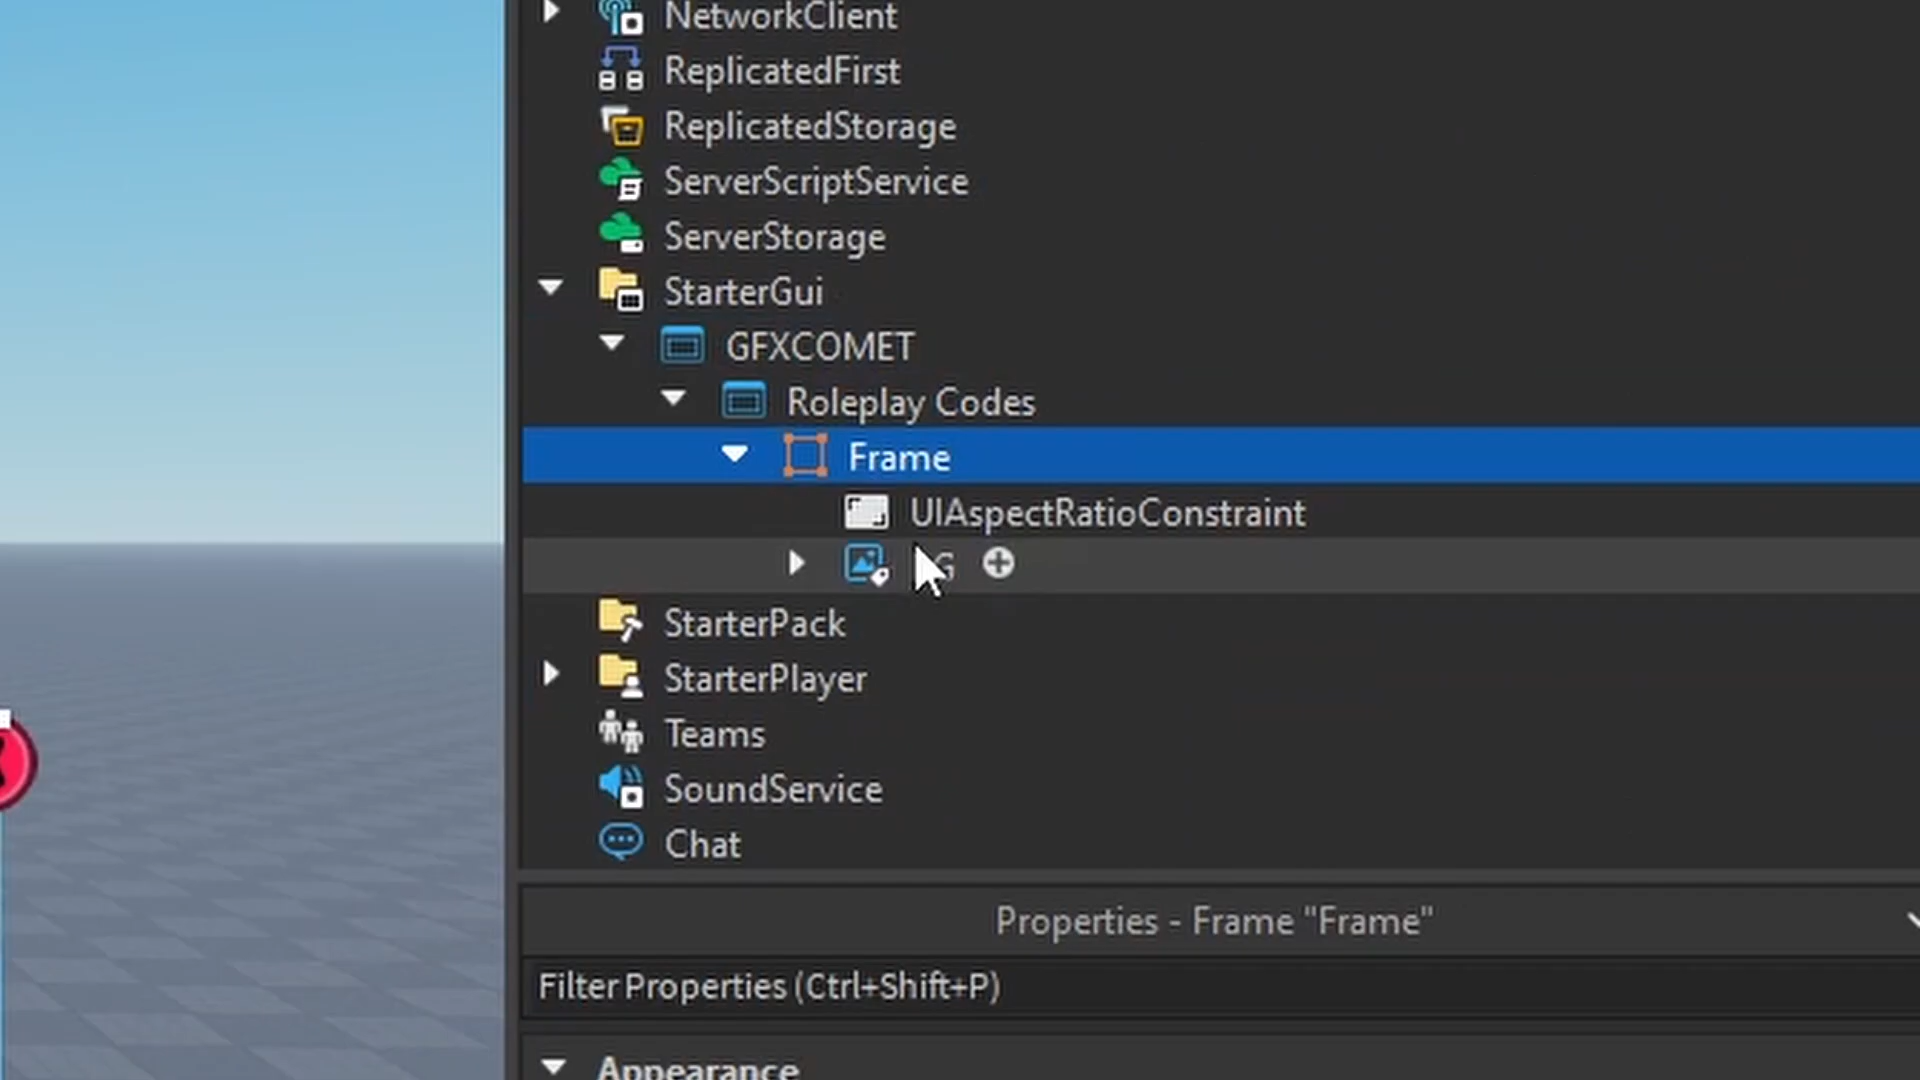 NetworkClient
ReplicatedFirst
ReplicatedStorage
ServerScriptService
ServerStorage
StarterGui
GFXCOMET
Roleplay Codes
Frame
UIAspectRatioConstraint
StarterPack
StarterPlayer
Teams
SoundService
Chat
Properties - Frame "Frame"
Filter Properties (Ctrl+Shift+P)
Appearance